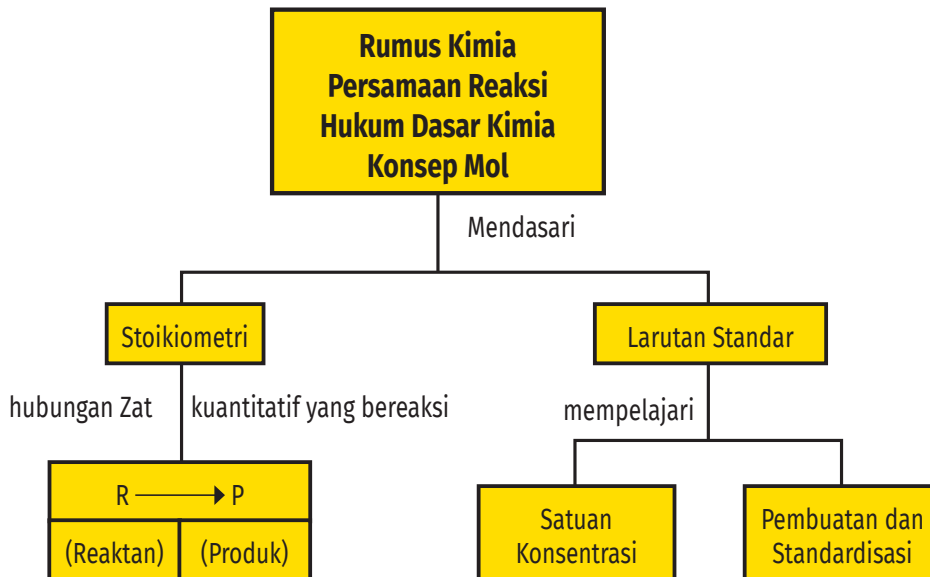 Rumus Kimia
Persamaan Reaksi
Hukum Dasar Kimia
Konsep Mol
Mendasari
Stoikiometri
Larutan Standar
hubungan Zat
kuantitatif yang bereaksi
mempelajari
R → P
(Reaktan)
(Produk)
Satuan
Konsentrasi
Pembuatan dan
Standardisasi